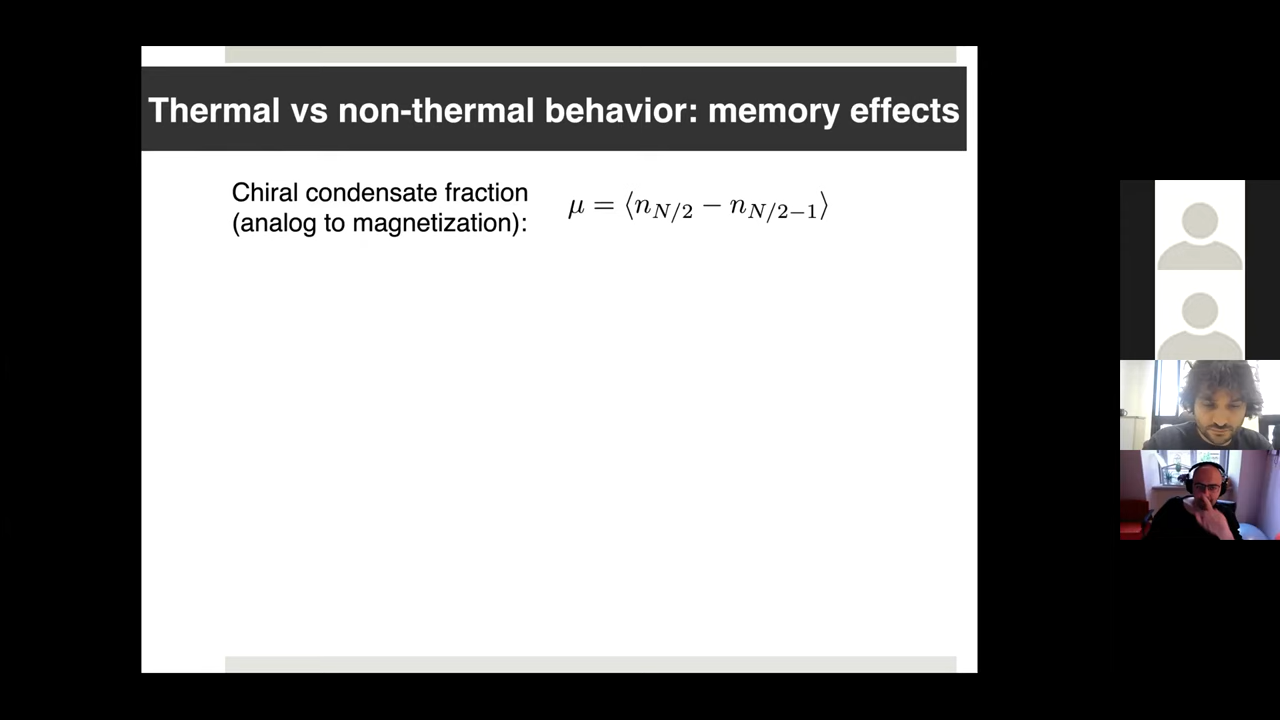 Thermal vs non-thermal behavior: memory effects
Chiral condensate fraction
(analog to magnetization):
μ = ⟨n_{N/2} − n_{N/2−1}⟩